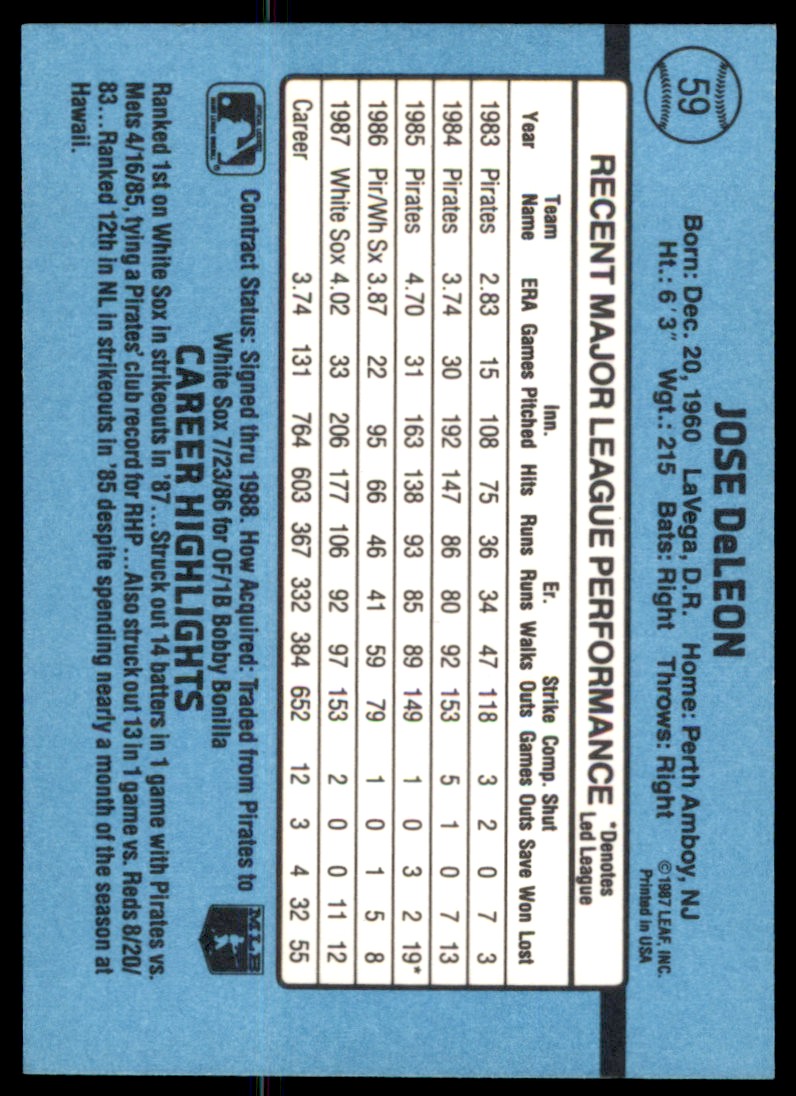 59
JOSE DeLEON
Born: Dec. 20, 1960 LaVega, D.R. Home: Perth Amboy, NJ
Ht.: 6'3" Wgt.: 215 Bats: Right Throws: Right
©1987 LEAF, INC.
Printed in USA
RECENT MAJOR LEAGUE PERFORMANCE *Denotes Led League
Year Team Name ERA Games Inn. Pitched Hits Runs Er. Runs Walks Strike Outs Comp. Games Shut Outs Save Won Lost
1983 Pirates 2.83 15 108 75 36 34 47 118 3 2 0 7 3
1984 Pirates 3.74 30 192 147 86 80 92 153 5 1 0 7 13
1985 Pirates 4.70 31 163 138 93 85 89 149 1 0 3 2 19*
1986 Pir/Wh Sx 3.87 22 95 66 46 41 59 79 1 0 1 5 8
1987 White Sox 4.02 33 206 177 106 92 97 153 2 0 0 11 12
Career 3.74 131 764 603 367 332 384 652 12 3 4 32 55
Contract Status: Signed thru 1988. How Acquired: Traded from Pirates to
White Sox 7/23/86 for OF/1B Bobby Bonilla
MLB
CAREER HIGHLIGHTS
Ranked 1st on White Sox in strikeouts in '87...Struck out 14 batters in 1 game with Pirates vs.
Mets 4/16/85, tying a Pirates' club record for RHP...Also struck out 13 in 1 game vs. Reds 8/20/
83...Ranked 12th in NL in strikeouts in '85 despite spending nearly a month of the season at
Hawaii.